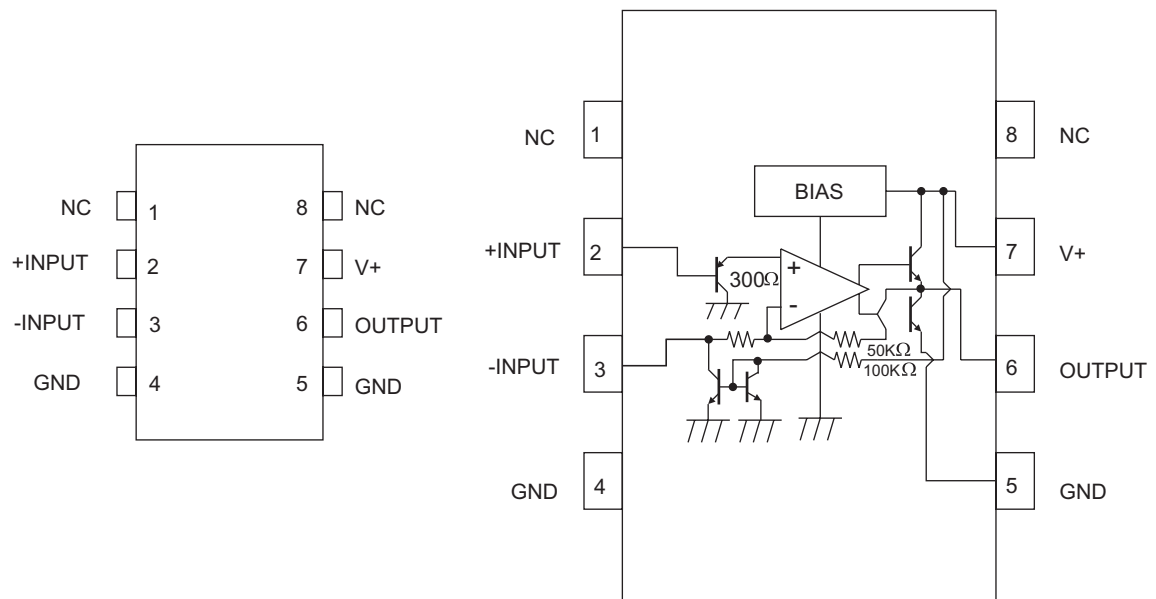 NC 1 8 NC
+INPUT 2 7 V+
-INPUT 3 6 OUTPUT
GND 4 5 GND
NC 1 8 NC
BIAS
+INPUT 2 7 V+
300Ω + -
50KΩ
-INPUT 3 100KΩ 6 OUTPUT
GND 4 5 GND